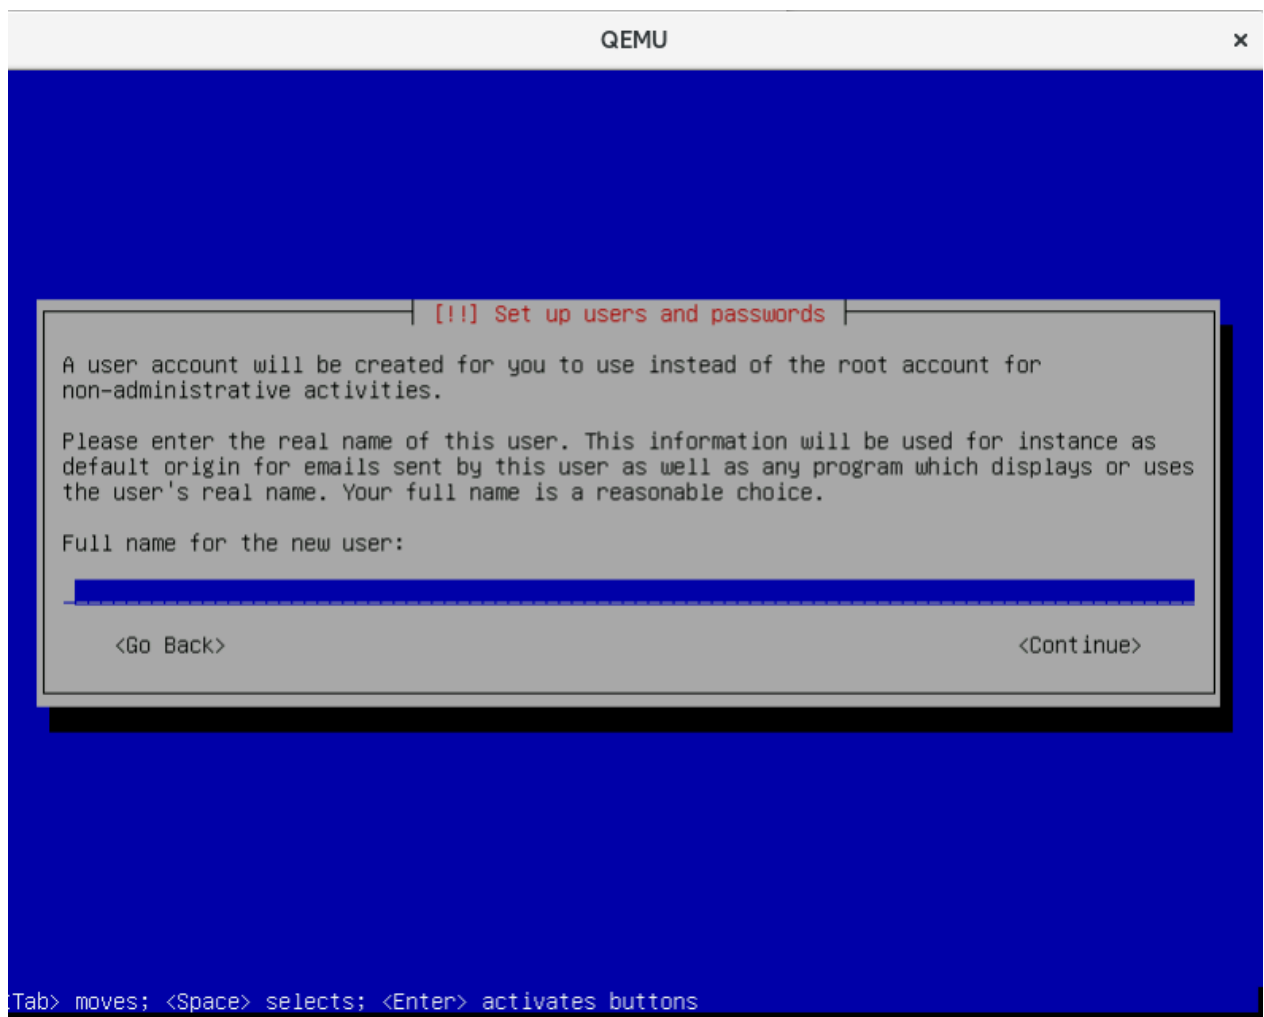 QEMU ×
[!!] Set up users and passwords
A user account will be created for you to use instead of the root account for
non-administrative activities.
Please enter the real name of this user. This information will be used for instance as
default origin for emails sent by this user as well as any program which displays or uses
the user's real name. Your full name is a reasonable choice.
Full name for the new user:
<Go Back> <Continue>
Tab> moves; <Space> selects; <Enter> activates buttons